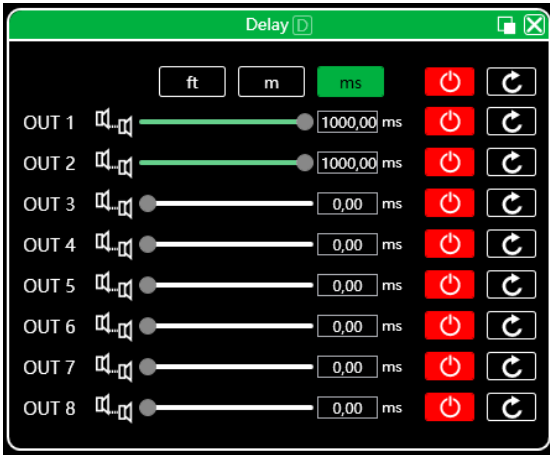 Delay D
ft m ms
OUT 1 1000,00 ms
OUT 2 1000,00 ms
OUT 3 0,00 ms
OUT 4 0,00 ms
OUT 5 0,00 ms
OUT 6 0,00 ms
OUT 7 0,00 ms
OUT 8 0,00 ms